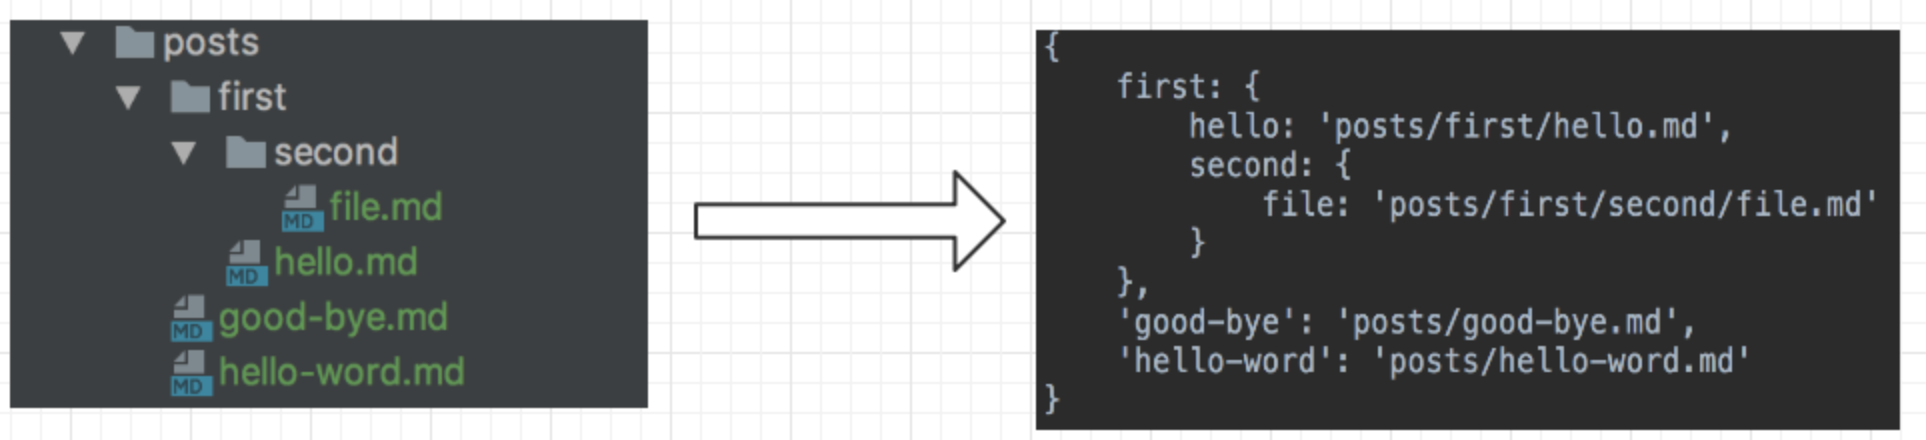 posts
first
second
MD file.md
MD hello.md
MD good-bye.md
MD hello-word.md
{
first: {
hello: 'posts/first/hello.md',
second: {
file: 'posts/first/second/file.md'
}
},
'good-bye': 'posts/good-bye.md',
'hello-word': 'posts/hello-word.md'
}